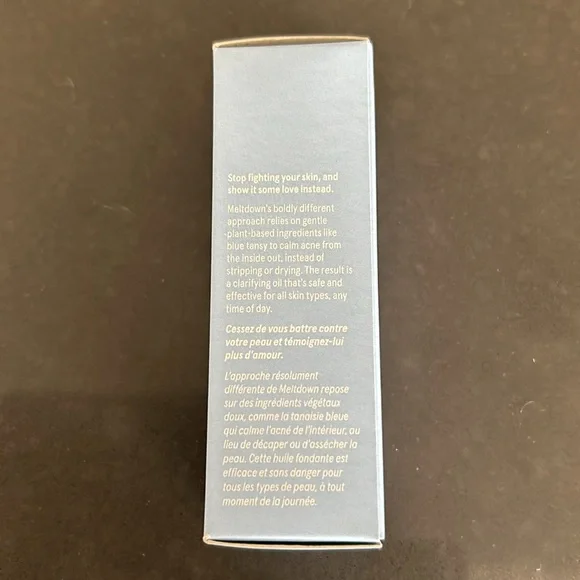 Stop fighting your skin, and
show it some love instead.
Meltdown's boldly different
approach relies on gentle
plant-based ingredients like
blue tansy to calm acne from
the inside out, instead of
stripping or drying. The result is
a clarifying oil that's safe and
effective for all skin types, any
time of day.
Cessez de vous battre contre
votre peau et témoignez-lui
plus d'amour.
L'approche résolument
différente de Meltdown repose
sur des ingrédients végétaux
doux, comme la tanaisie bleue
qui calme l'acné de l'intérieur, au
lieu de décaper ou d'assécher la
peau. Cette huile fondante est
efficace et sans danger pour
tous les types de peau, à tout
moment de la journée.